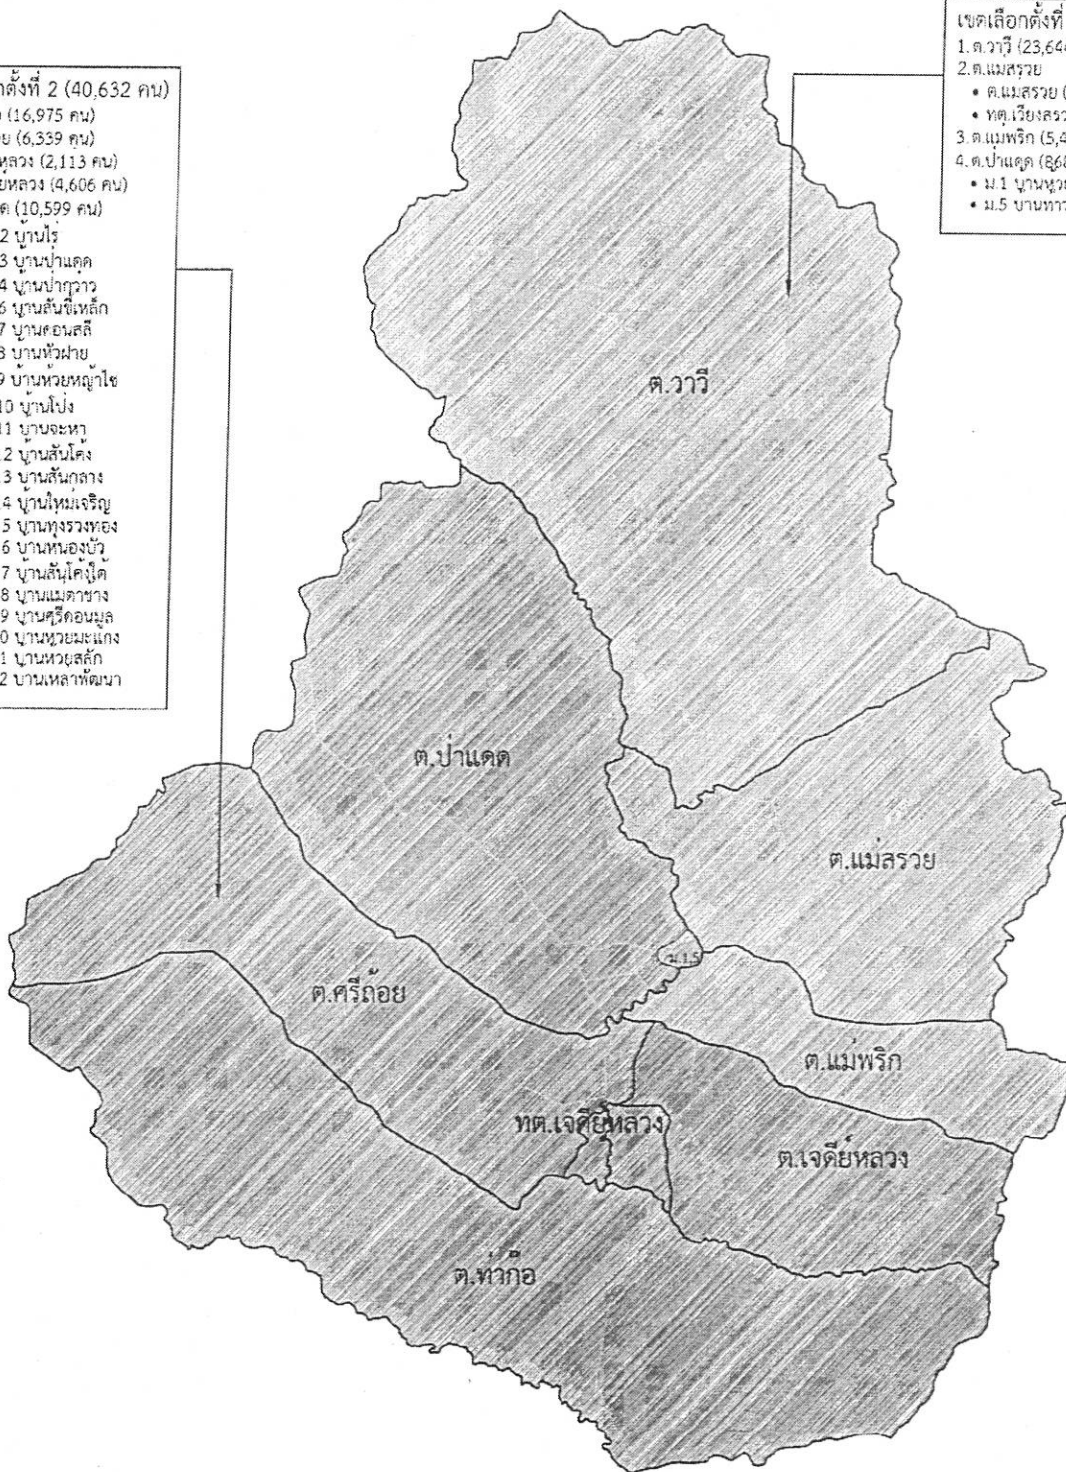 กตั้งที่ 2 (40,632 คน)
(16,975 คน)
ย (6,339 คน)
หลวง (2,113 คน)
ย์หลวง (4,606 คน)
ด (10,599 คน)
2 บ้านไร่
3 บ้านป่าแดด
4 บ้านป่ากว๋าว
6 บ้านสันขี้เหล็ก
7 บ้านดอนสลี
8 บ้านหัวฝาย
9 บ้านห้วยหญ้าไซ
10 บ้านโป่ง
11 บ้านจะหา
12 บ้านสันโค้ง
3 บ้านสันกลาง
14 บ้านใหม่เจริญ
5 บ้านทุ่งรวงทอง
6 บ้านหนองบัว
7 บ้านสันโค้งใต้
8 บ้านแม่ตาช้าง
9 บ้านศรีดอนมูล
0 บ้านห้วยมะแกง
1 บ้านห้วยสลัก
2 บ้านเหล่าพัฒนา
เขตเลือกตั้งที่
1.ต.วาวี (23,64
2.ต.แม่สรวย
• ต.แม่สรวย (
• ทต.เวียงสรว
3.ต.แม่พริก (5,4
4.ต.ป่าแดด (868
• ม.1 บ้านห้วย
• ม.5 บ้านทา
ต.วาวี
ต.ป่าแดด
ต.แม่สรวย
ม.1,5
ต.ศรีถ้อย
ต.แม่พริก
ทต.เจดีย์หลวง
ต.เจดีย์หลวง
ต.ท่าก๊อ